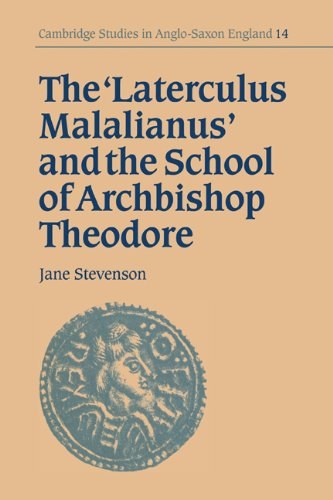 Cambridge Studies in Anglo-Saxon England 14
The ‘Laterculus
Malalianus’
and the School
of Archbishop
Theodore
Jane Stevenson